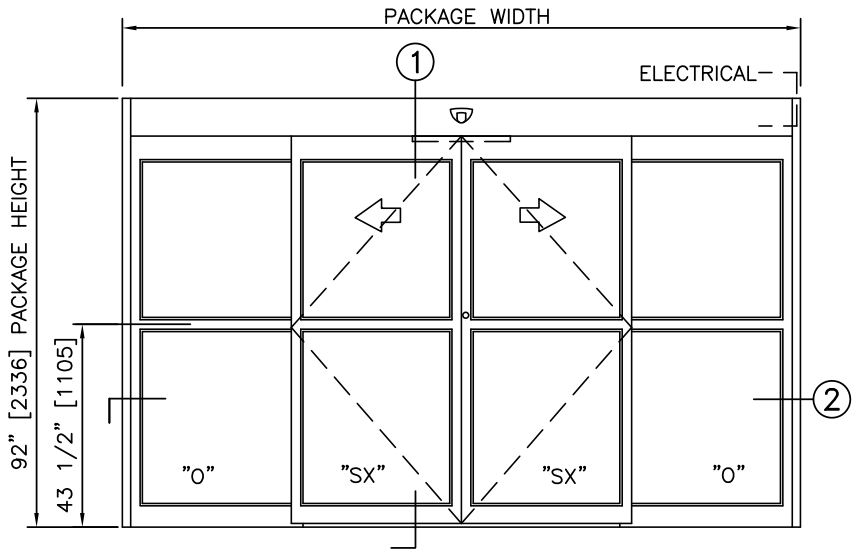 PACKAGE WIDTH
1
ELECTRICAL
92” [2336] PACKAGE HEIGHT
43 1/2” [1105]
2
”O” ”SX” ”SX” ”O”